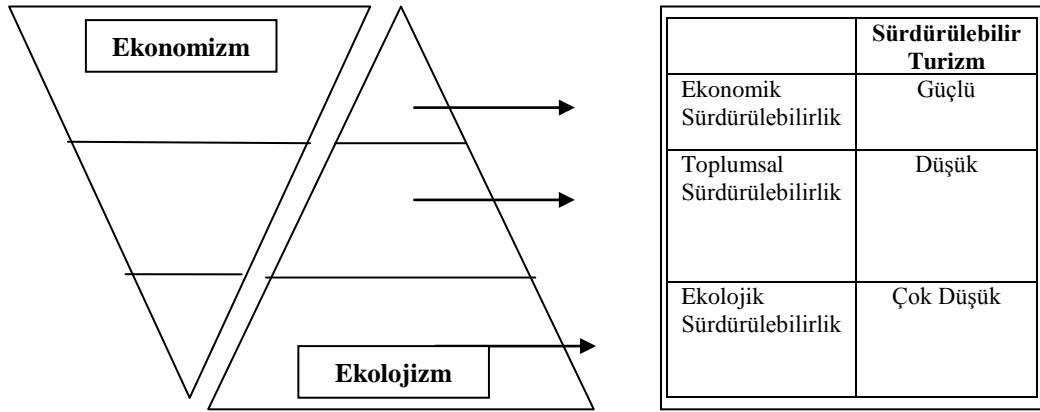 Ekonomizm
Ekolojizm
Sürdürülebilir
Turizm
Ekonomik
Sürdürülebilirlik
Güçlü
Toplumsal
Sürdürülebilirlik
Düşük
Ekolojik
Sürdürülebilirlik
Çok Düşük